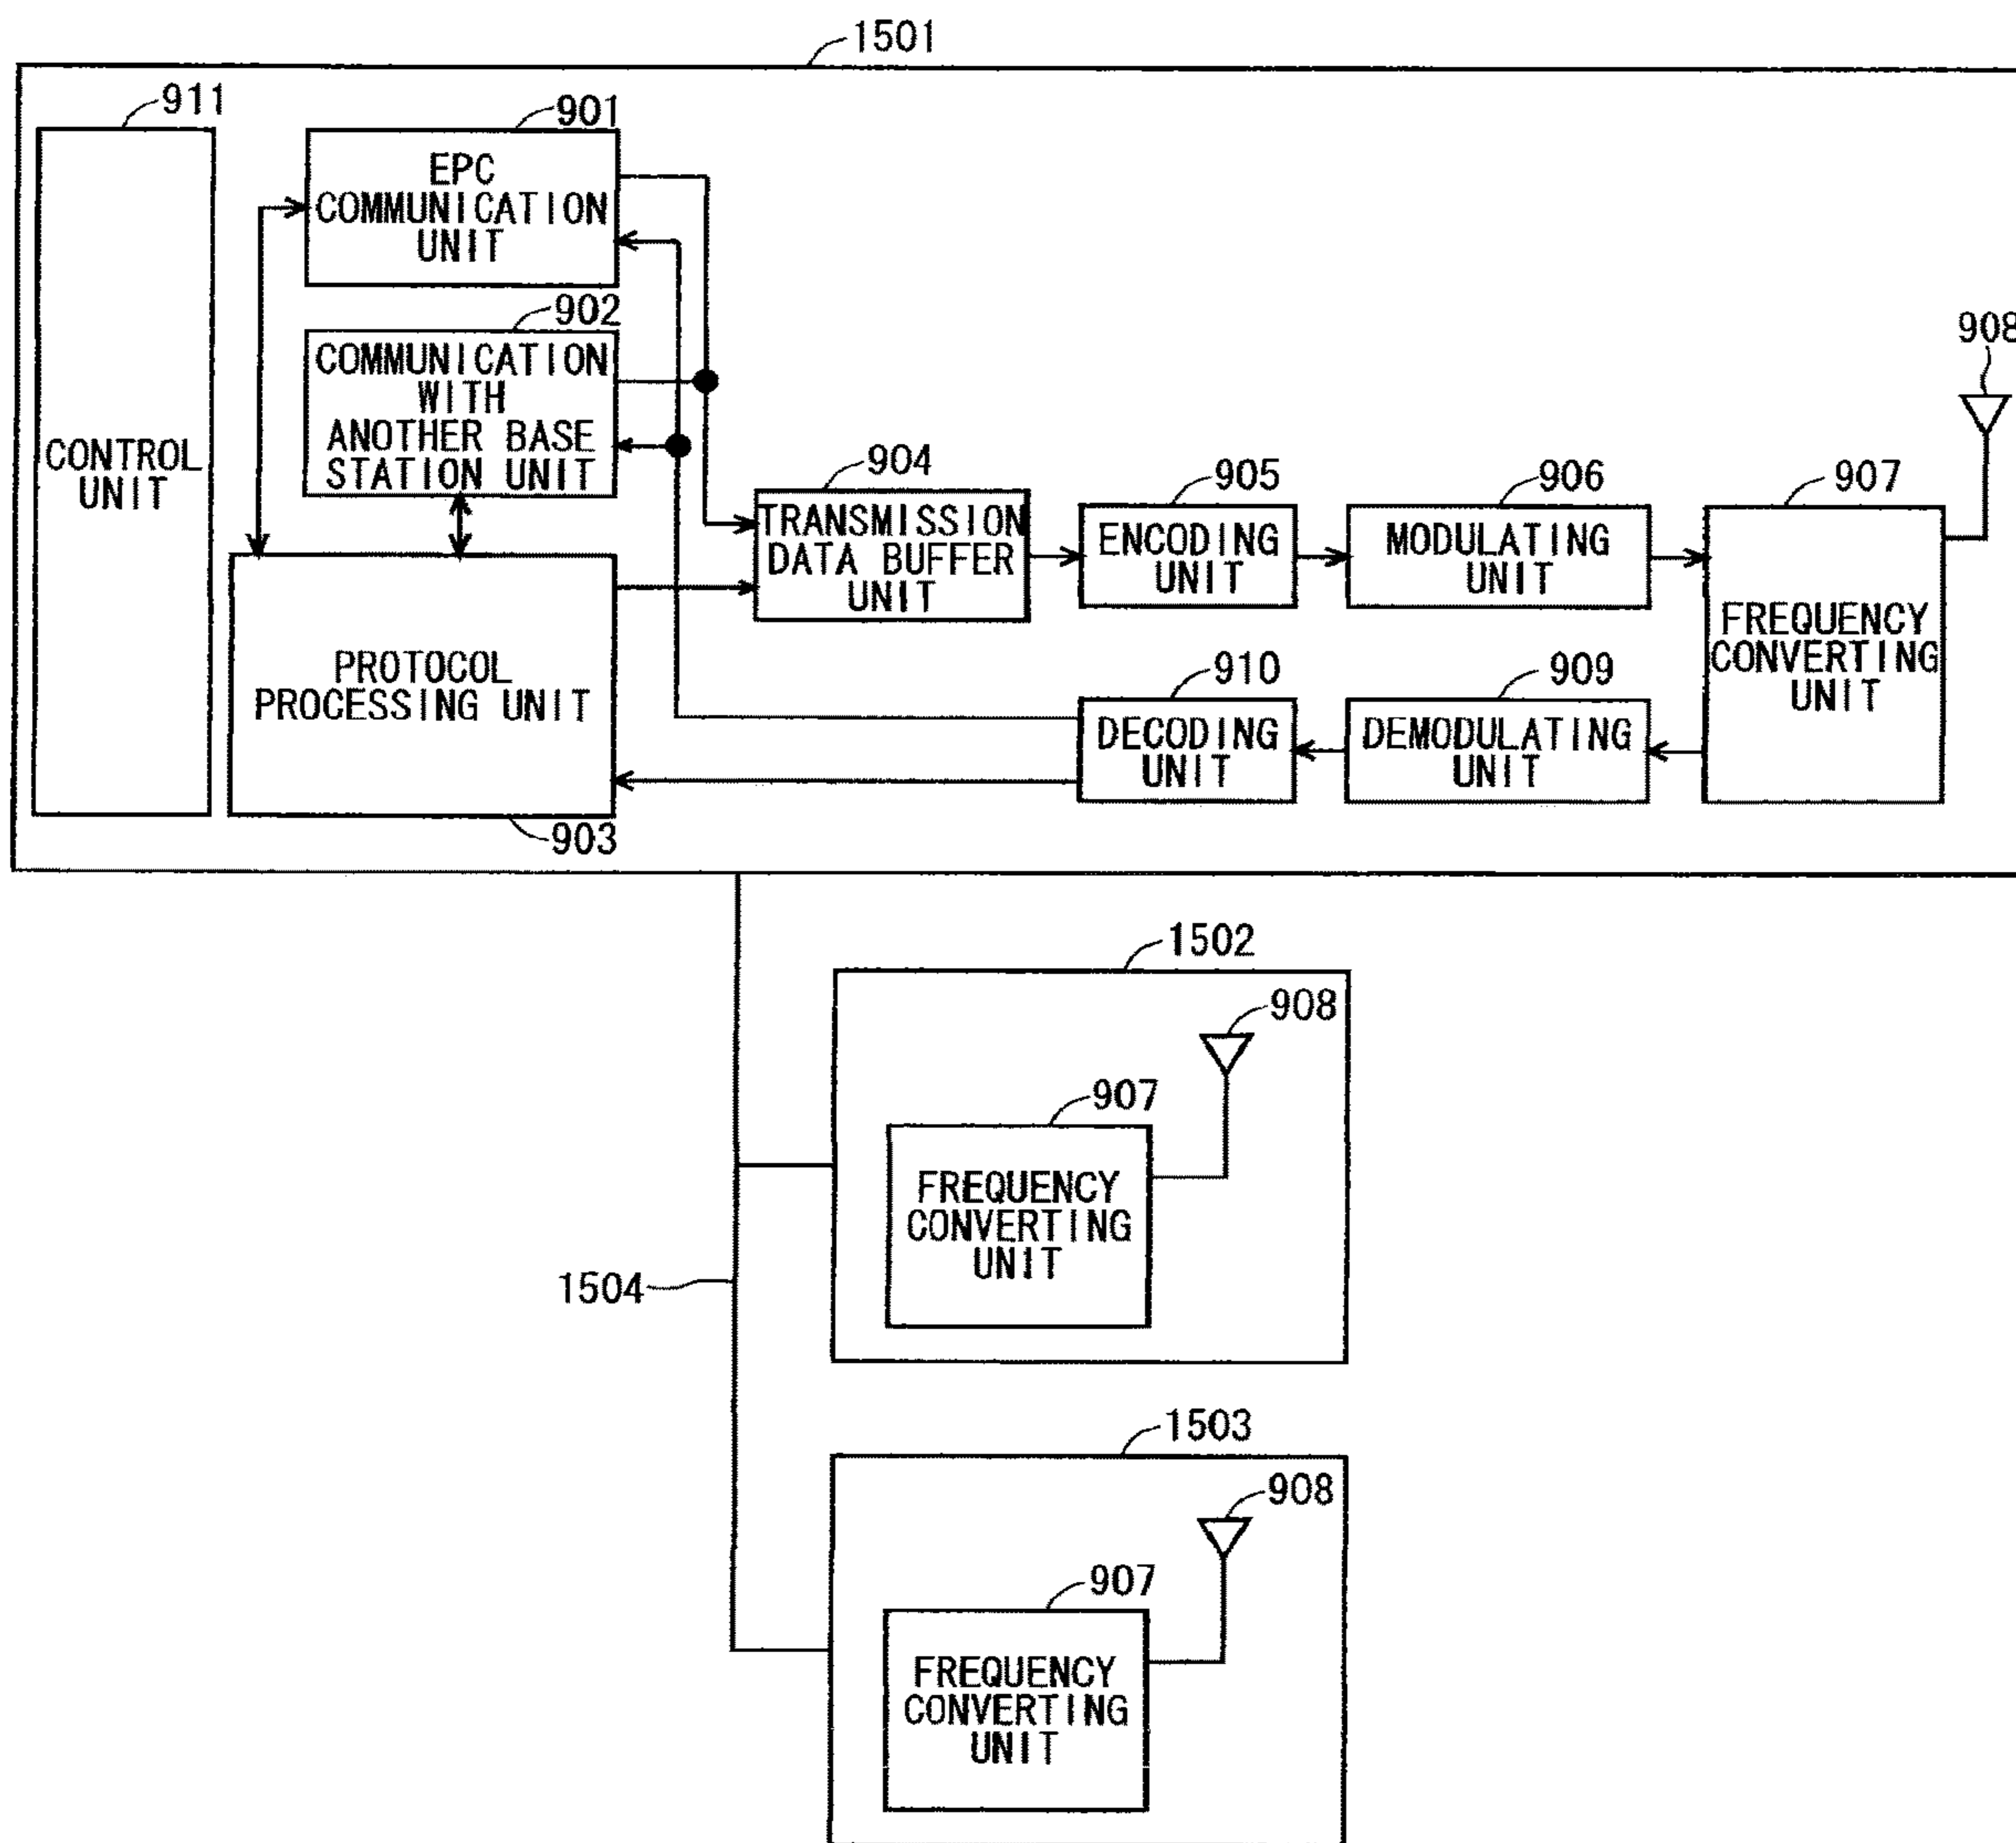 1501
911
901
EPC
COMMUNICATION
UNIT
902
COMMUNICATION
WITH
ANOTHER BASE
STATION UNIT
908
CONTROL
UNIT
904
905
906
907
TRANSMISSION
DATA BUFFER
UNIT
ENCODING
UNIT
MODULATING
UNIT
FREQUENCY
CONVERTING
UNIT
PROTOCOL
PROCESSING UNIT
910
909
DECODING
UNIT
DEMODULATING
UNIT
903
1502
908
907
FREQUENCY
CONVERTING
UNIT
1504
1503
908
907
FREQUENCY
CONVERTING
UNIT